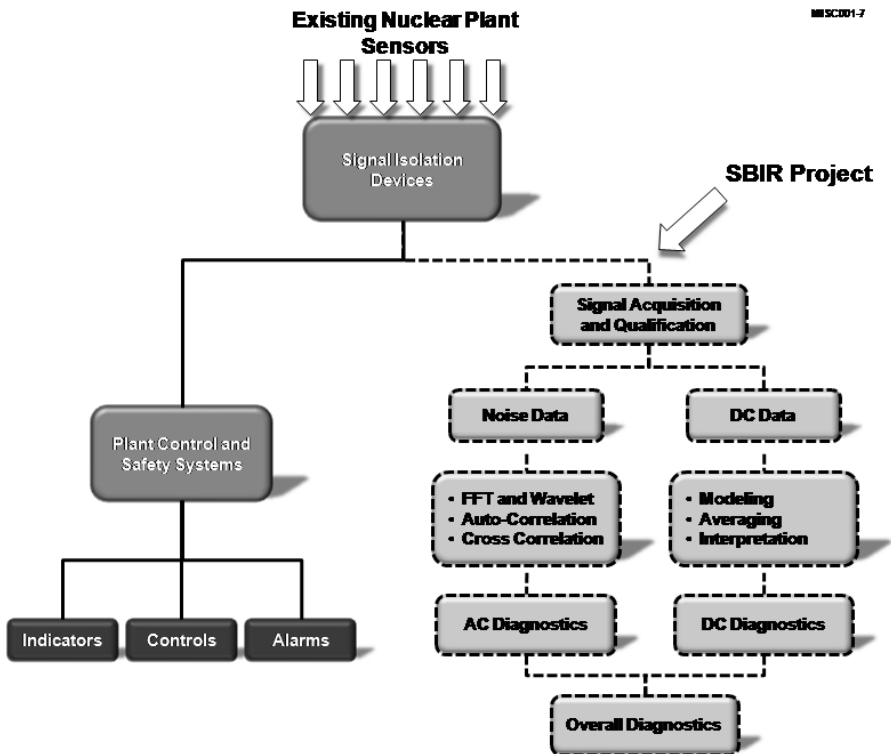 MISC001-7
Existing Nuclear Plant
Sensors
Signal Isolation
Devices
SBIR Project
Signal Acquisition
and Qualification
Noise Data
DC Data
Plant Control and
Safety Systems
• FFT and Wavelet
• Auto-Correlation
• Cross Correlation
• Modeling
• Averaging
• Interpretation
Indicators
Controls
Alarms
AC Diagnostics
DC Diagnostics
Overall Diagnostics